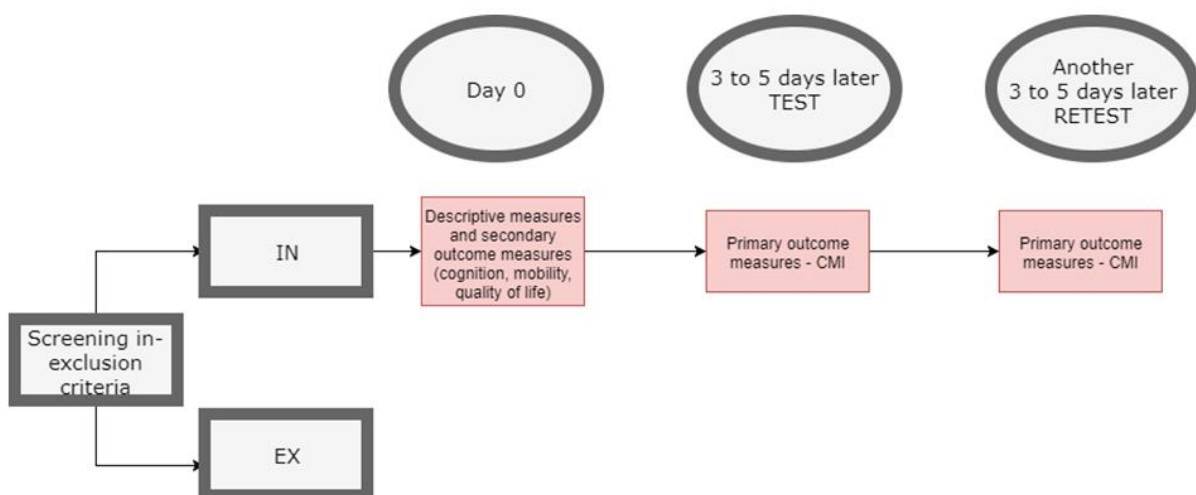 Day 0
3 to 5 days later
TEST
Another
3 to 5 days later
RETEST
IN
Descriptive measures
and secondary
outcome measures
(cognition, mobility,
quality of life)
Primary outcome
measures - CMI
Primary outcome
measures - CMI
Screening in-
exclusion
criteria
EX